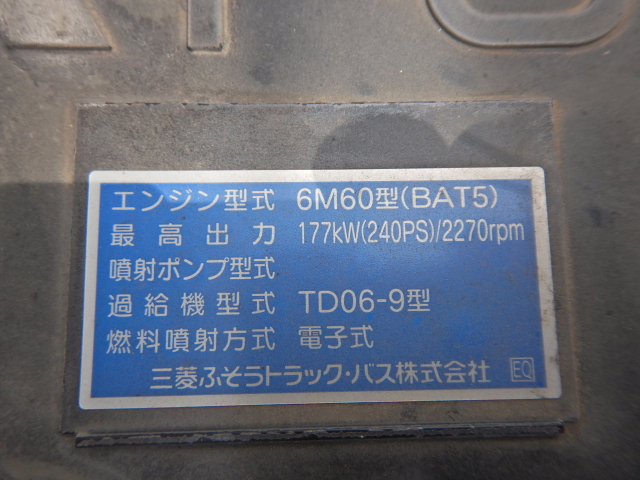 エンジン型式 6M60型(BAT5)
最高出力 177kW(240PS)/2270rpm
噴射ポンプ型式
過給機型式 TD06-9型
燃料噴射方式 電子式
三菱ふそうトラック・バス株式会社 EQ